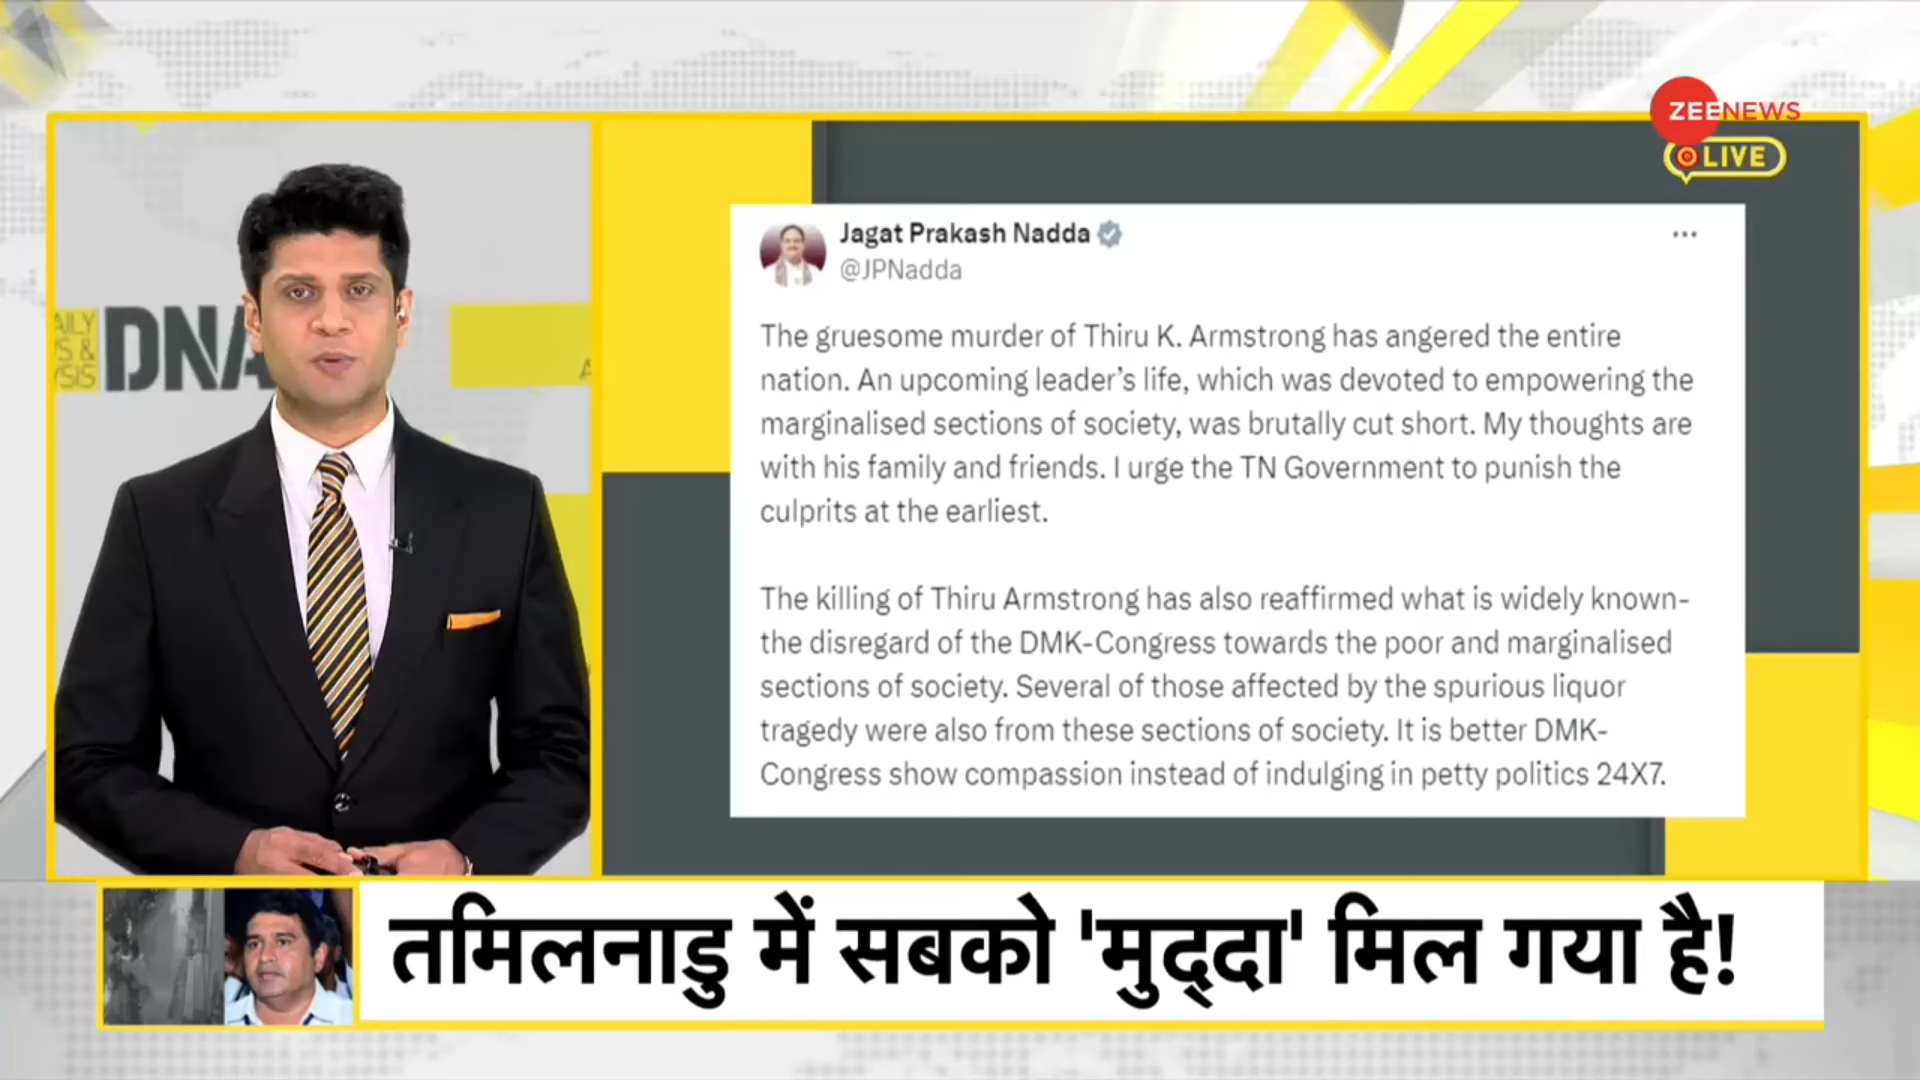 ZEENEWS
LIVE
AILY
S &
YSIS
DNA
Jagat Prakash Nadda
@JPNadda
The gruesome murder of Thiru K. Armstrong has angered the entire
nation. An upcoming leader’s life, which was devoted to empowering the
marginalised sections of society, was brutally cut short. My thoughts are
with his family and friends. I urge the TN Government to punish the
culprits at the earliest.
The killing of Thiru Armstrong has also reaffirmed what is widely known-
the disregard of the DMK-Congress towards the poor and marginalised
sections of society. Several of those affected by the spurious liquor
tragedy were also from these sections of society. It is better DMK-
Congress show compassion instead of indulging in petty politics 24X7.
तमिलनाडु में सबको 'मुद्दा' मिल गया है!